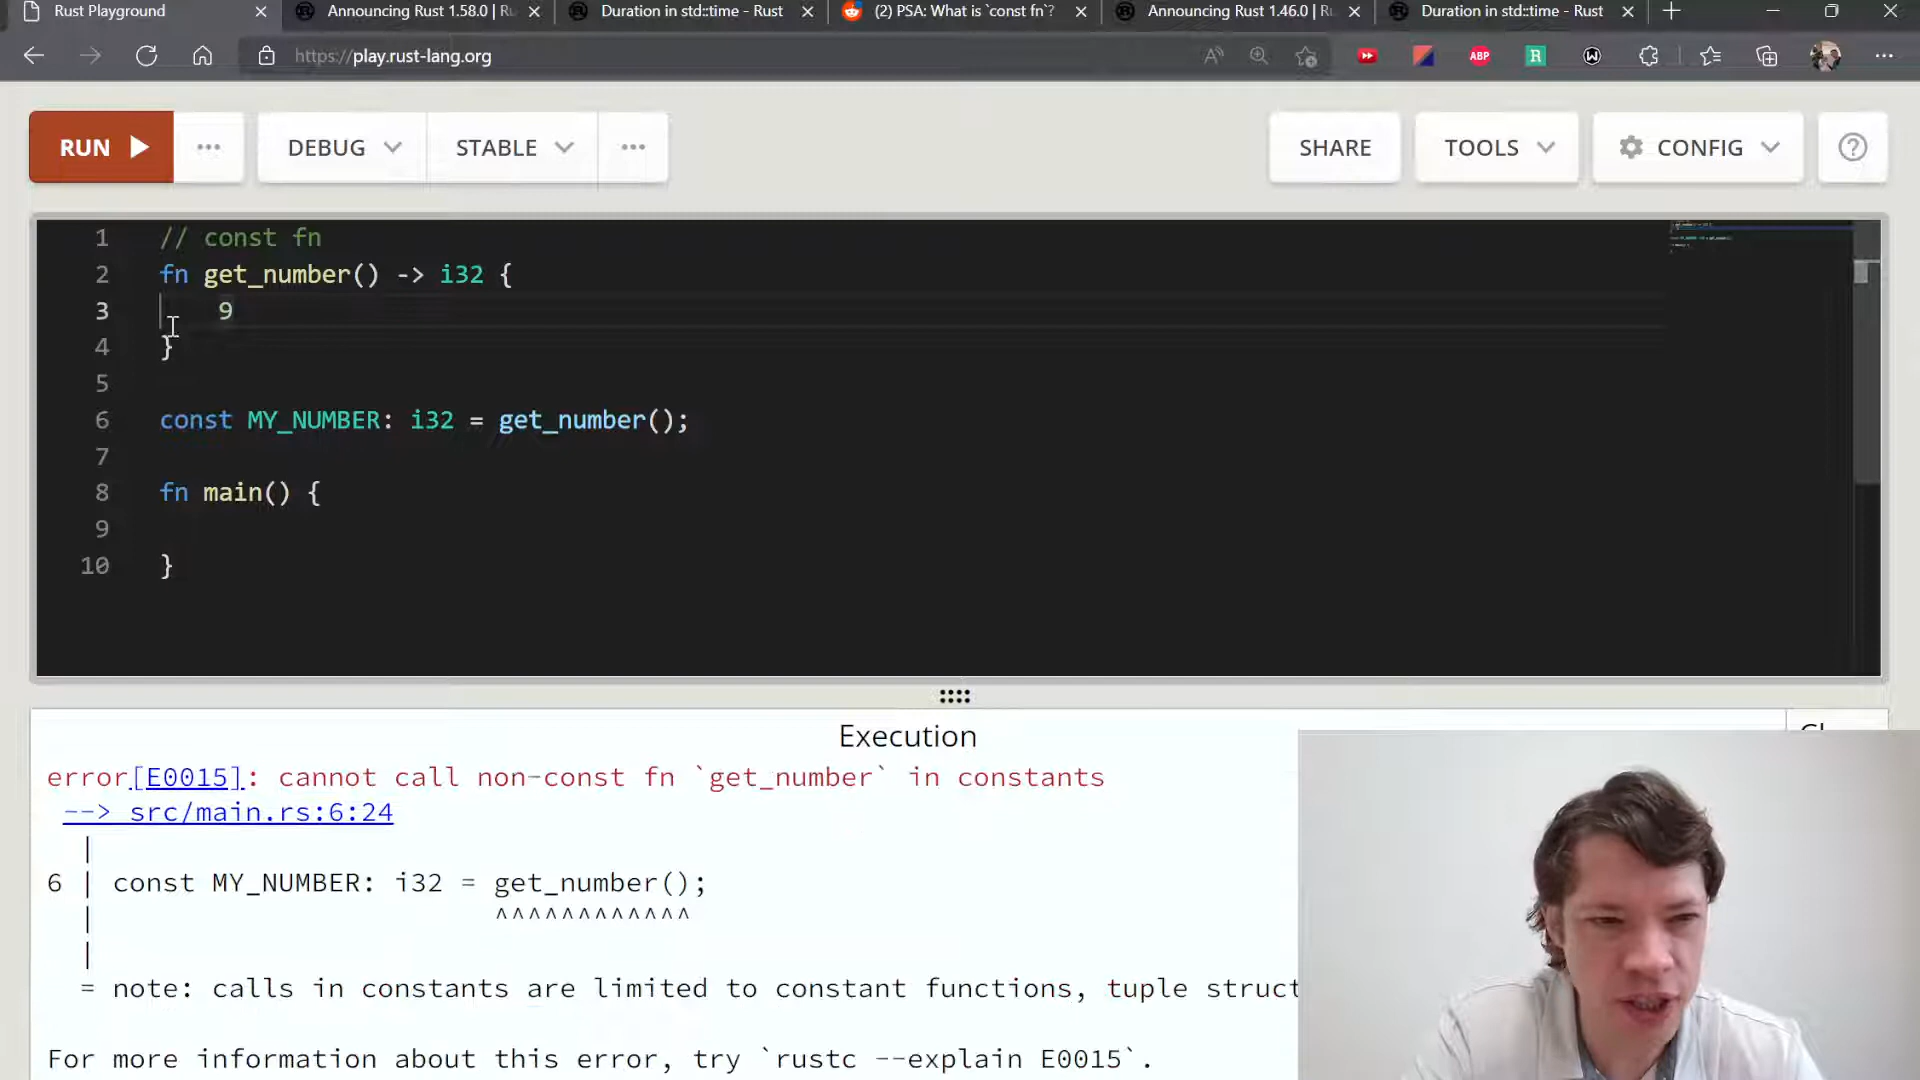 Rust Playground
Announcing Rust 1.58.0 | Ru
Duration in std::time - Rust
(2) PSA: What is `const fn`?
Announcing Rust 1.46.0 | Ru
Duration in std::time - Rust
https://play.rust-lang.org
ABP
RUN
DEBUG
STABLE
SHARE
TOOLS
CONFIG
1 // const fn
2 fn get_number() -> i32 {
3 9
4 }
5
6 const MY_NUMBER: i32 = get_number();
7
8 fn main() {
9
10 }
Execution
error[E0015]: cannot call non-const fn `get_number` in constants
--> src/main.rs:6:24
|
6 | const MY_NUMBER: i32 = get_number();
| ^^^^^^^^^^^^
|
= note: calls in constants are limited to constant functions, tuple struct
For more information about this error, try `rustc --explain E0015`.